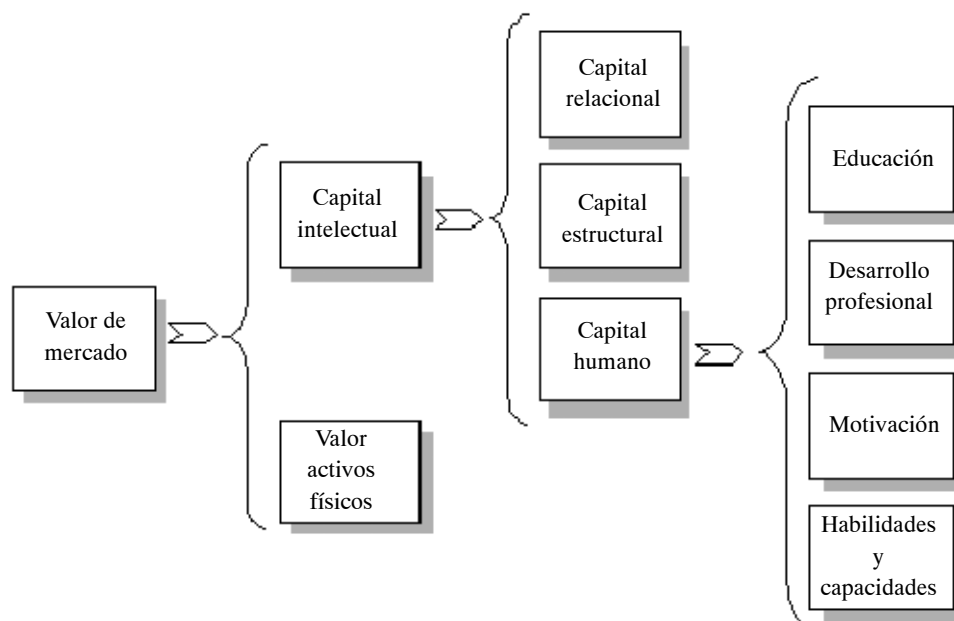 Valor de
mercado
Capital
intelectual
Valor
activos
físicos
Capital
relacional
Capital
estructural
Capital
humano
Educación
Desarrollo
profesional
Motivación
Habilidades
y
capacidades